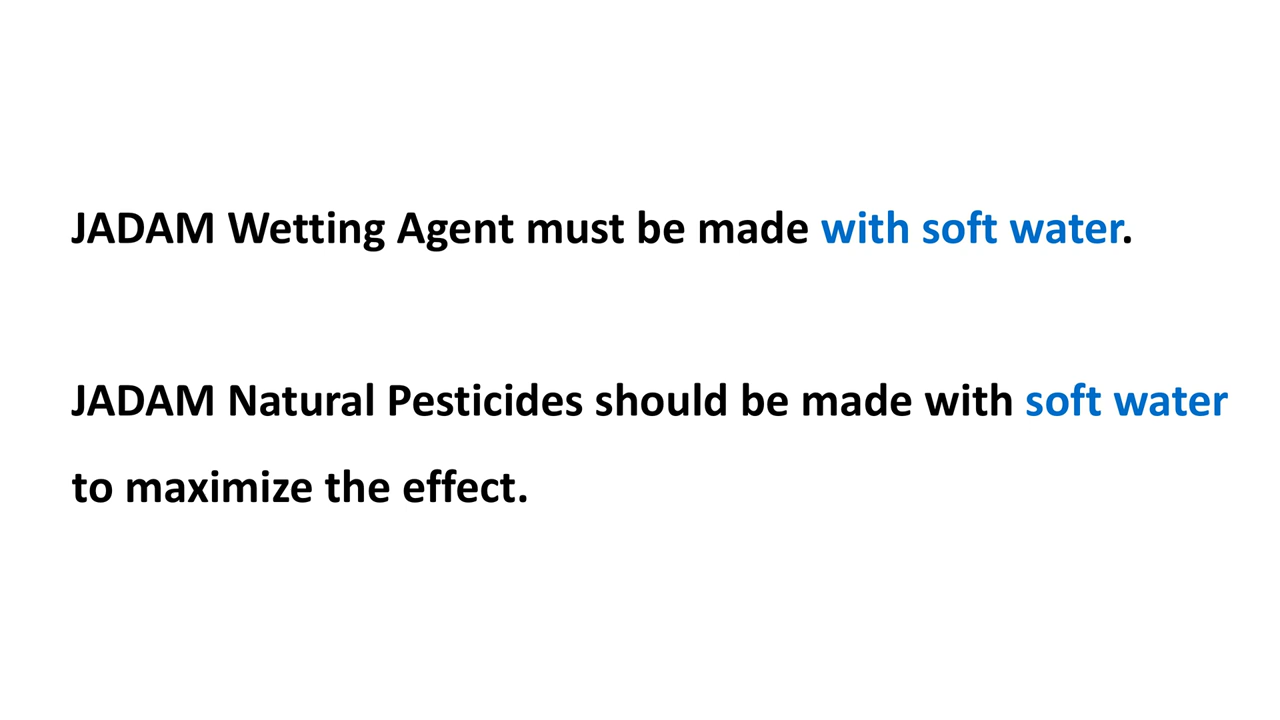 JADAM Wetting Agent must be made with soft water.
JADAM Natural Pesticides should be made with soft water
to maximize the effect.